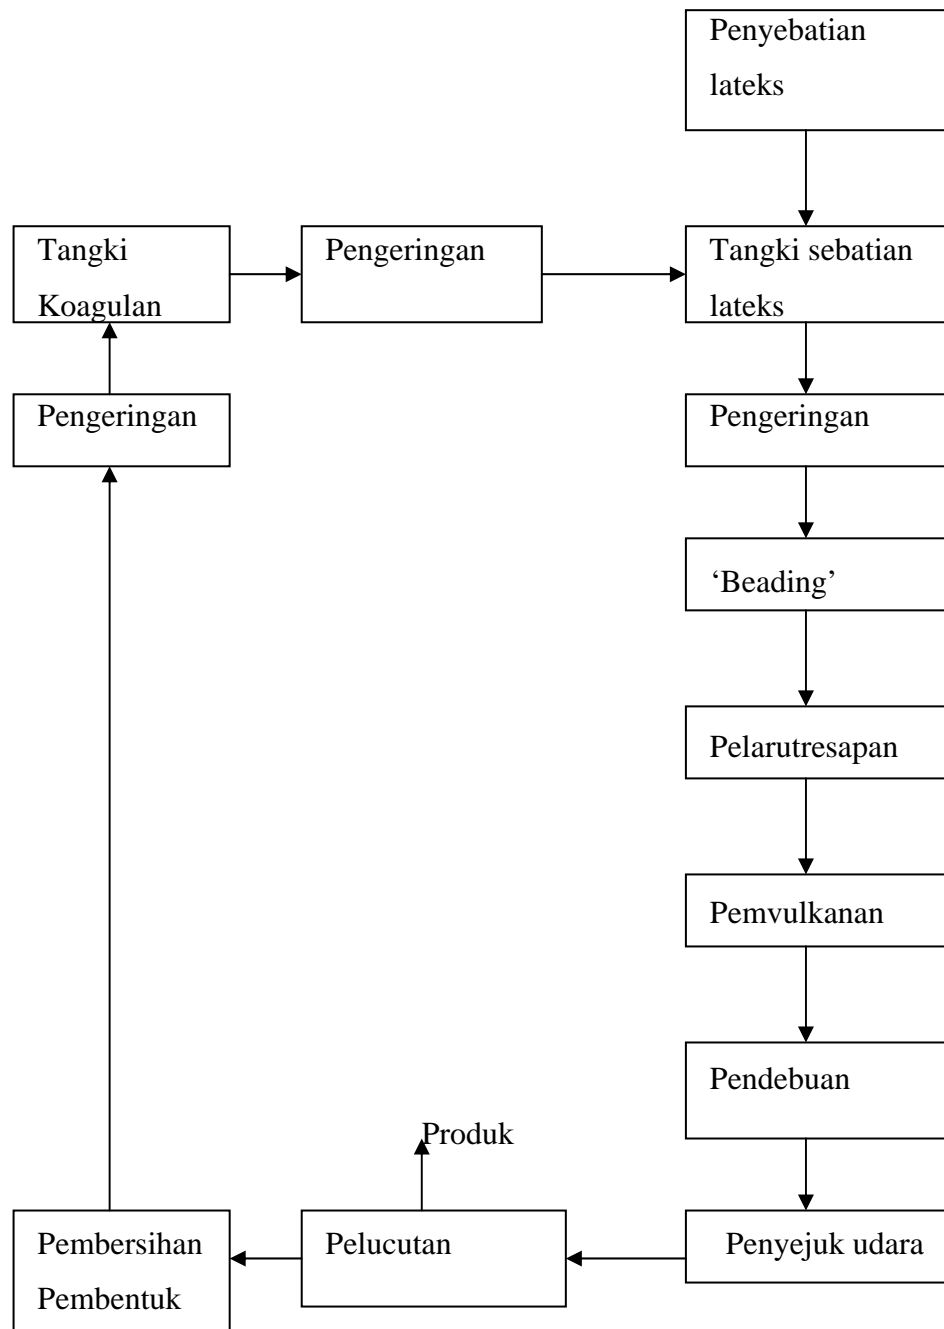 Penyebatian
lateks
Tangki
Koagulan
Pengeringan
Tangki sebatian
lateks
Pengeringan
Pengeringan
‘Beading’
Pelarutresapan
Pemvulkanan
Pendebuan
Produk
Pembersihan
Pembentuk
Pelucutan
Penyejuk udara